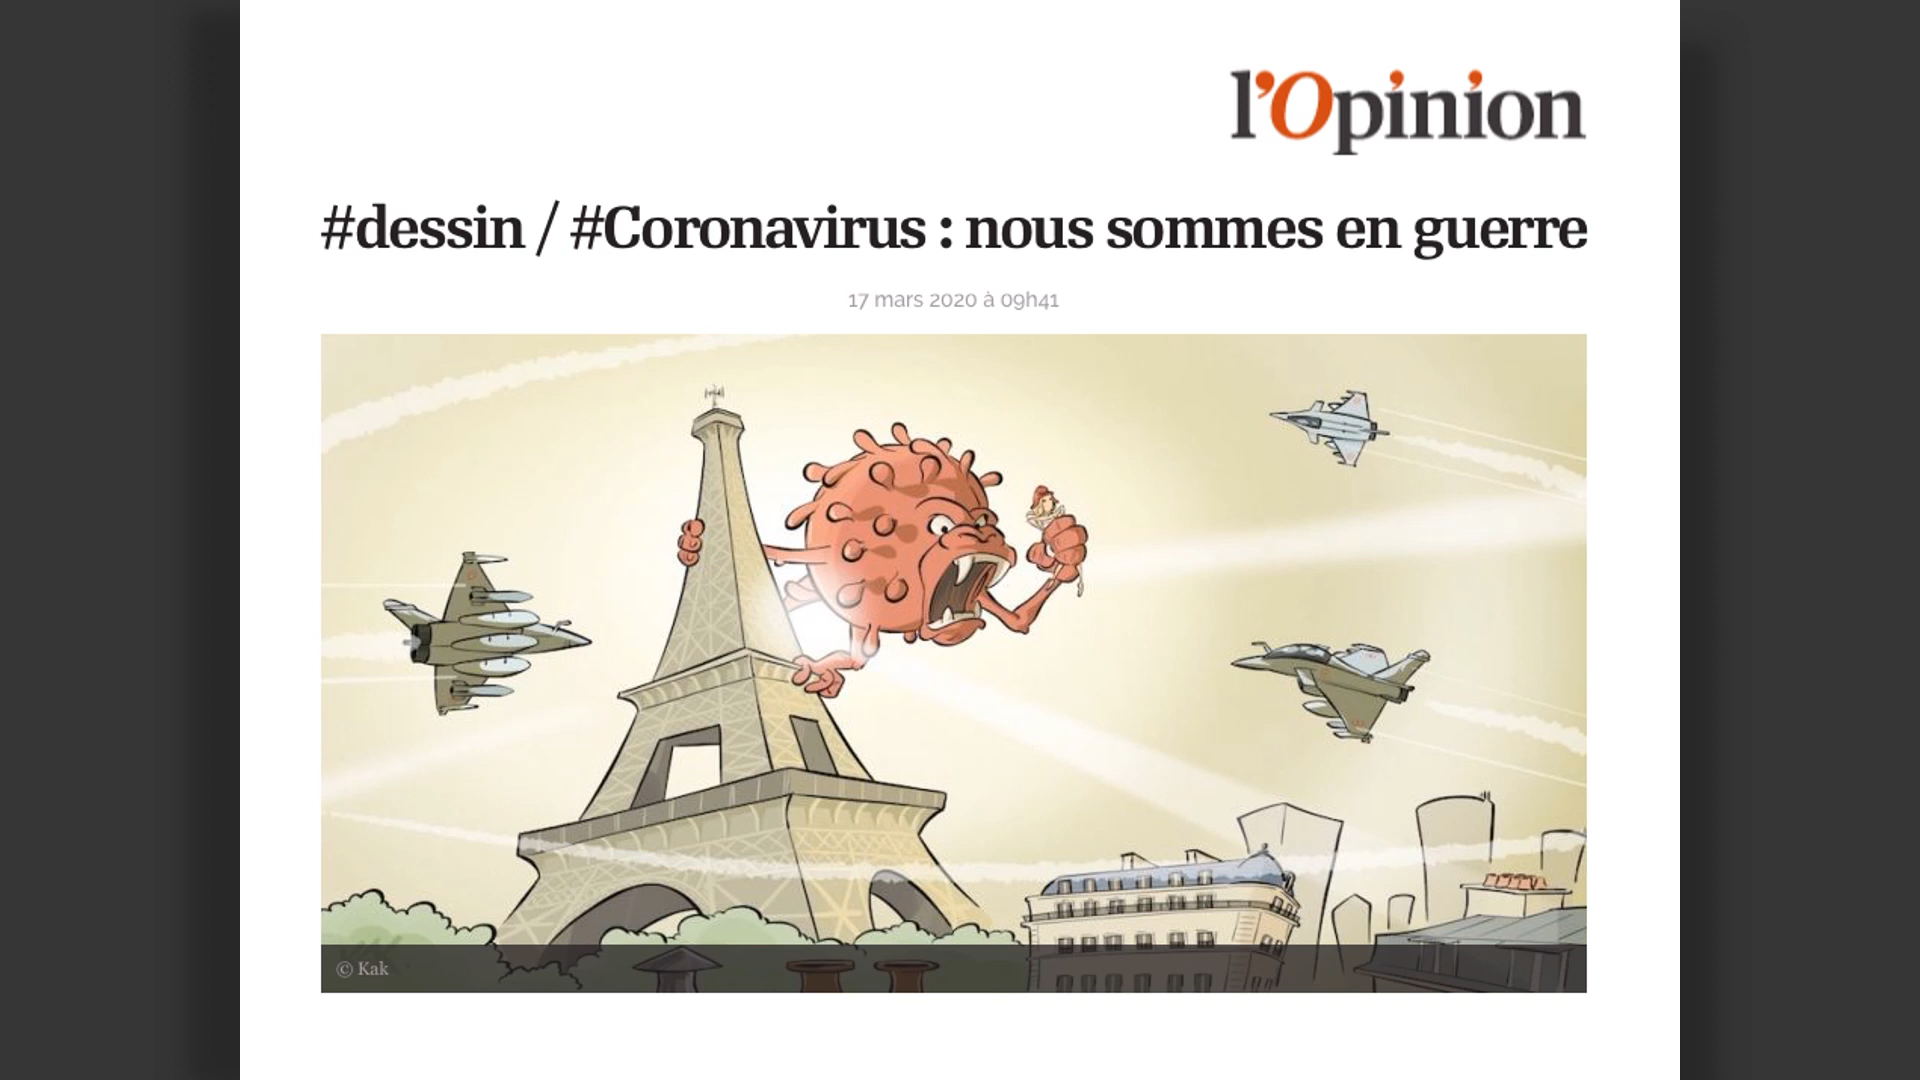 l'Opinion
#dessin / #Coronavirus : nous sommes en guerre
17 mars 2020 à 09h41
© Kak